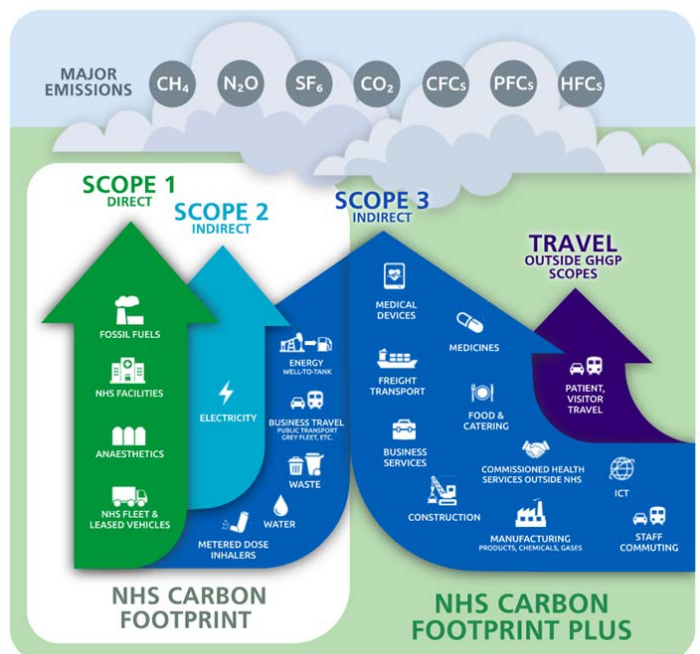 MAJOR
EMISSIONS
CH₄
N₂O
SF₆
CO₂
CFCs
PFCs
HFCs
SCOPE 1
DIRECT
SCOPE 2
INDIRECT
SCOPE 3
INDIRECT
TRAVEL
OUTSIDE GHGP
SCOPES
FOSSIL FUELS
NHS FACILITIES
ANAESTHETICS
NHS FLEET &
LEASED VEHICLES
ELECTRICITY
ENERGY
WELL-TO-TANK
BUSINESS TRAVEL
PUBLIC TRANSPORT
GREY FLEET, ETC.
WASTE
WATER
METERED DOSE
INHALERS
MEDICAL
DEVICES
MEDICINES
FREIGHT
TRANSPORT
FOOD &
CATERING
BUSINESS
SERVICES
COMMISSIONED HEALTH
SERVICES OUTSIDE NHS
CONSTRUCTION
MANUFACTURING
PRODUCTS, CHEMICALS, GASES
ICT
STAFF
COMMUTING
PATIENT,
VISITOR
TRAVEL
NHS CARBON
FOOTPRINT
NHS CARBON
FOOTPRINT PLUS